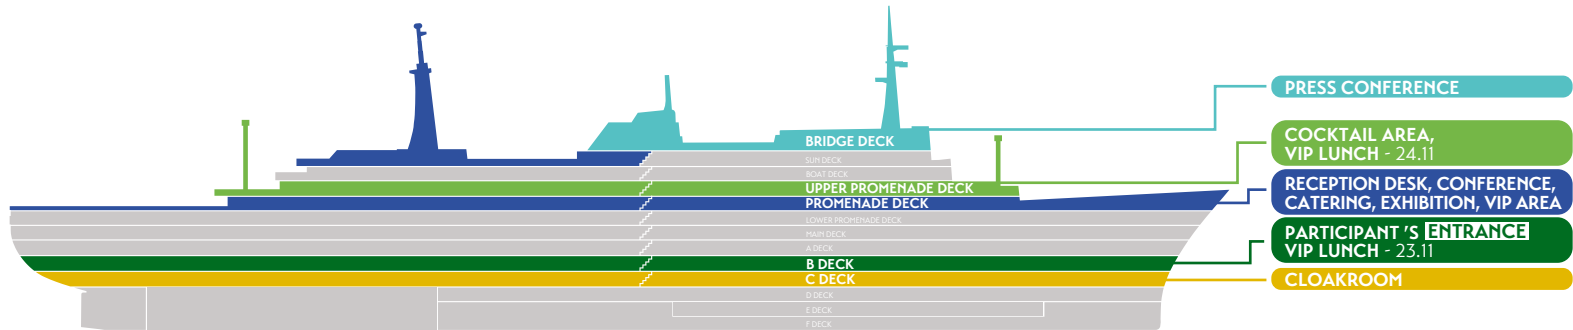 PRESS CONFERENCE
BRIDGE DECK
COCKTAIL AREA,
VIP LUNCH - 24.11
SUN DECK
BOAT DECK
UPPER PROMENADE DECK
PROMENADE DECK
RECEPTION DESK, CONFERENCE,
CATERING, EXHIBITION, VIP AREA
LOWER PROMENADE DECK
MAIN DECK
A DECK
PARTICIPANT 'S ENTRANCE
VIP LUNCH - 23.11
B DECK
C DECK
CLOAKROOM
D DECK
E DECK
F DECK